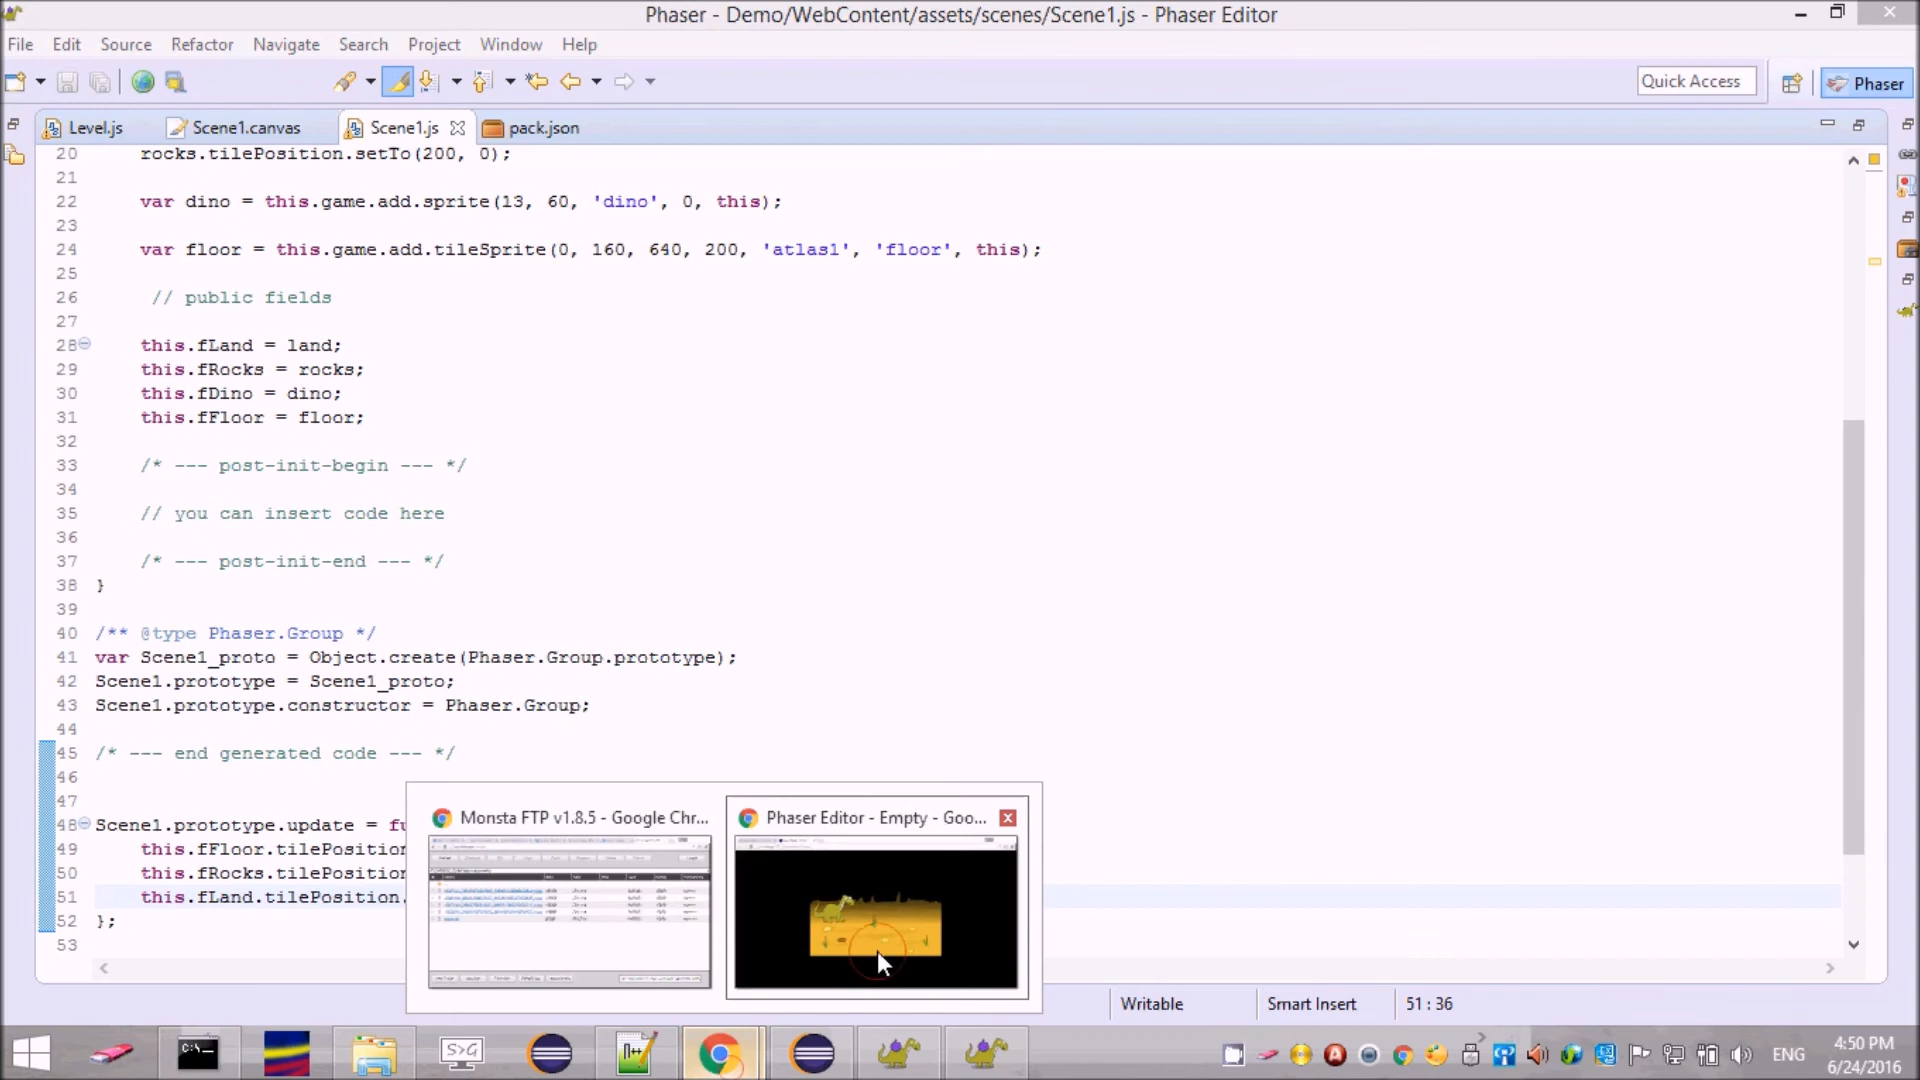 Phaser - Demo/WebContent/assets/scenes/Scene1.js - Phaser Editor
File Edit Source Refactor Navigate Search Project Window Help
Quick Access
Phaser
Level.js Scene1.canvas Scene1.js pack.json
20 rocks.tilePosition.setTo(200, 0);
21
22 var dino = this.game.add.sprite(13, 60, 'dino', 0, this);
23
24 var floor = this.game.add.tileSprite(0, 160, 640, 200, 'atlas1', 'floor', this);
25
26 // public fields
27
28 this.fLand = land;
29 this.fRocks = rocks;
30 this.fDino = dino;
31 this.fFloor = floor;
32
33 /* --- post-init-begin --- */
34
35 // you can insert code here
36
37 /* --- post-init-end --- */
38 }
39
40 /** @type Phaser.Group */
41 var Scene1_proto = Object.create(Phaser.Group.prototype);
42 Scene1.prototype = Scene1_proto;
43 Scene1.prototype.constructor = Phaser.Group;
44
45 /* --- end generated code --- */
46
47
48 Scene1.prototype.update = fu
49 this.fFloor.tilePosition
50 this.fRocks.tilePosition
51 this.fLand.tilePosition.
52 };
53
Monsta FTP v1.8.5 - Google Chr...
Phaser Editor - Empty - Goo...
Writable Smart Insert 51 : 36
C:\
S>G
n++
ENG
4:50 PM
6/24/2016